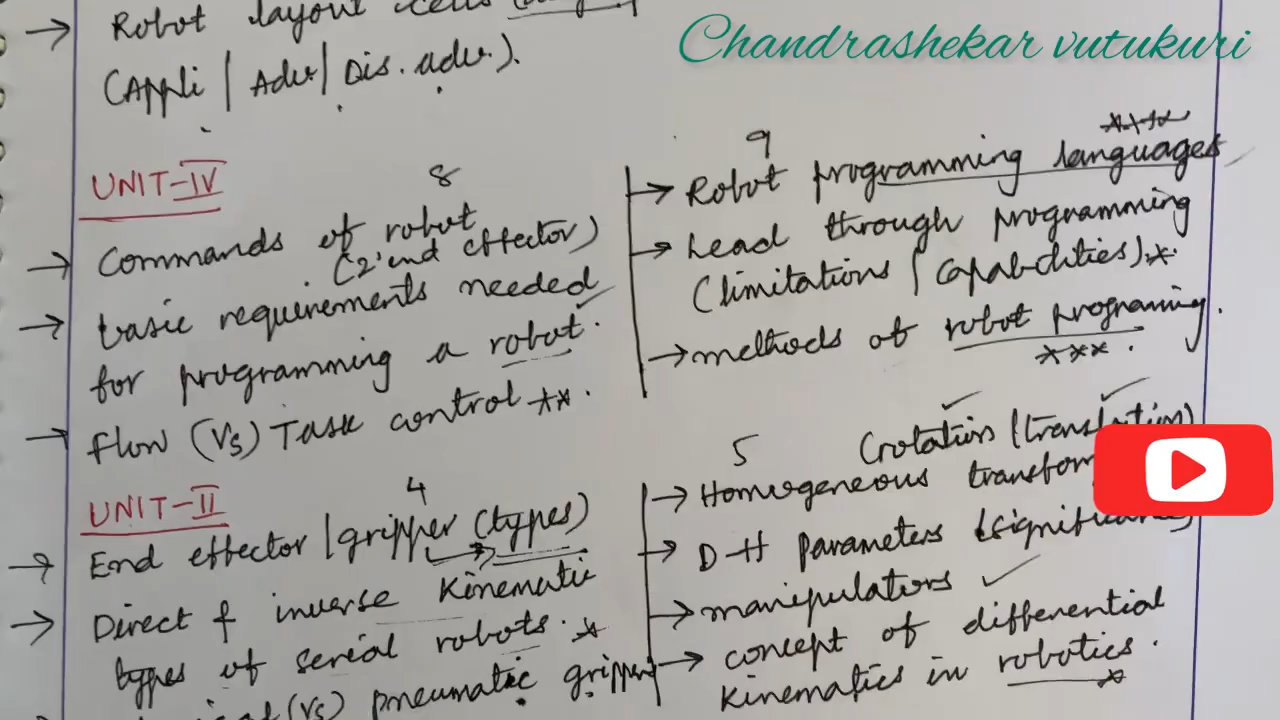 → Robot layout cells
(Appli | Adv | Dis. adv.).
Chandrashekar vutukuri
UNIT-IV
8
→ Commands of robot
(2' end effector)
→ basic requirements needed
for programming a robot.
→ flow (Vs) Task control **.
9
***
→ Robot programming languages
→ Lead through programming
(limitations | capabilities).*.
→ methods of robot programing.
***.
UNIT-II
4
→ End effector | gripper (types)
→ Direct & inverse Kinematic
types of serial robots. *
(Vs) pneumatic gripper
5
(rotation | translation)
→ Homogeneous
→ D-H parameters (significance)
→ manipulators
→ concept of differential
Kinematics in robotics.
*